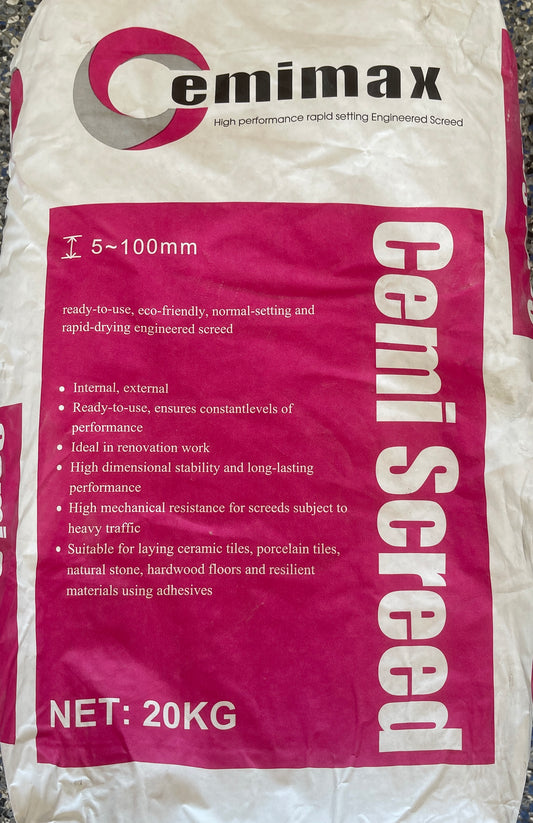 Cemimax
High performance rapid setting Engineered Screed
5~100mm
ready-to-use, eco-friendly, normal-setting and
rapid-drying engineered screed
• Internal, external
• Ready-to-use, ensures constantlevels of
performance
• Ideal in renovation work
• High dimensional stability and long-lasting
performance
• High mechanical resistance for screeds subject to
heavy traffic
• Suitable for laying ceramic tiles, porcelain tiles,
natural stone, hardwood floors and resilient
materials using adhesives
NET: 20KG
Cemi Screed